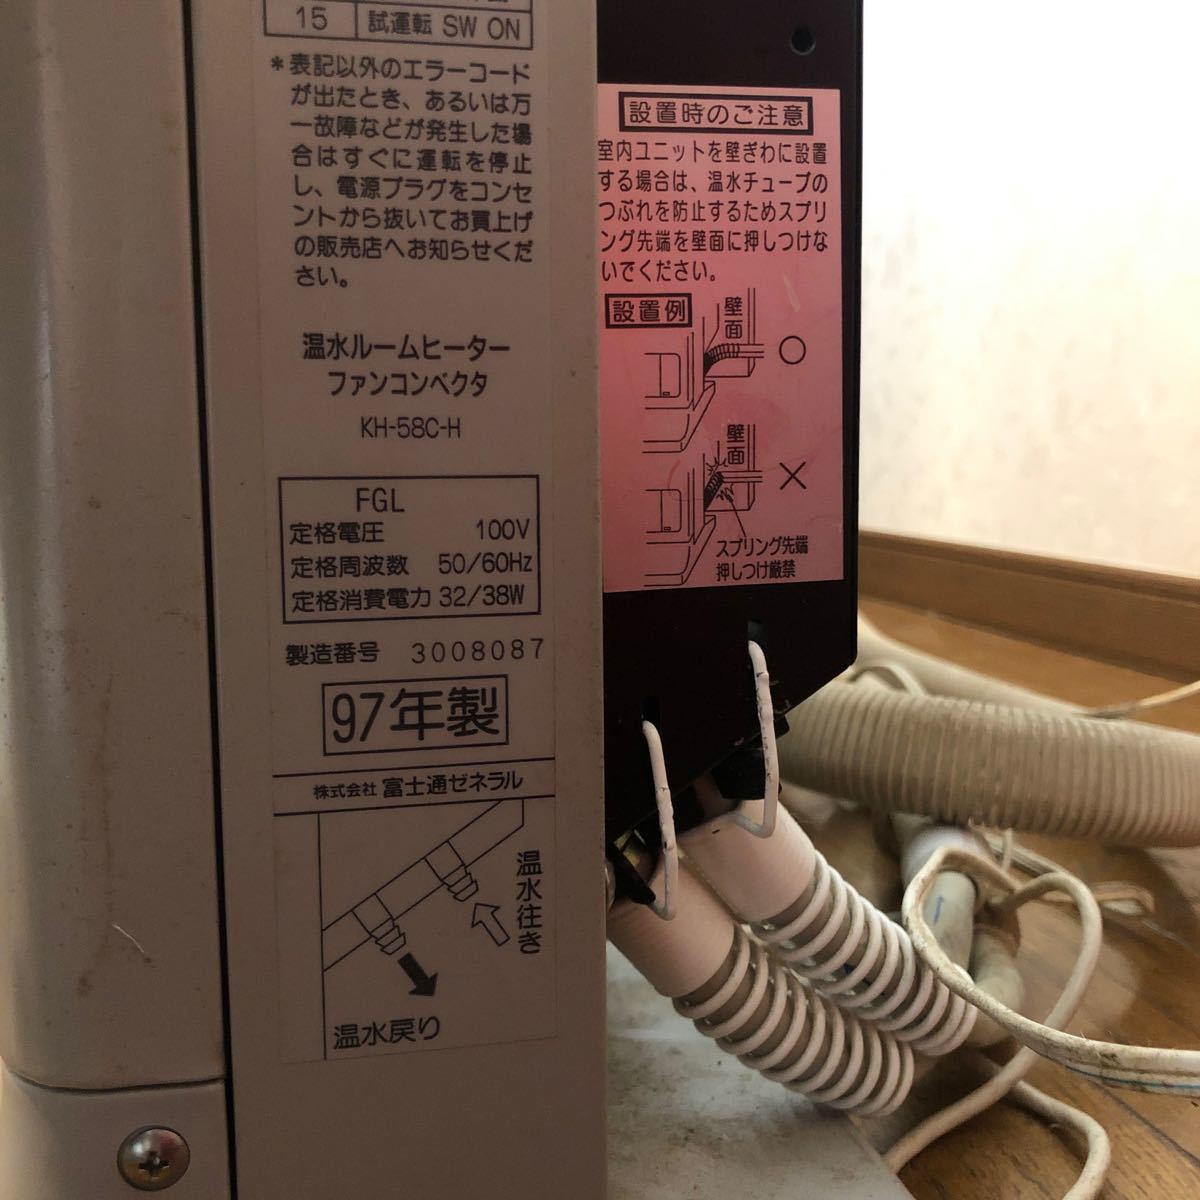 15 試運転 SW ON
*表記以外のエラーコード
が出たとき、あるいは万
一故障などが発生した場
合はすぐに運転を停止
し、電源プラグをコンセ
ントから抜いてお買上げ
の販売店へお知らせくだ
さい。
温水ルームヒーター
ファンコンベクタ
KH-58C-H
FGL
定格電圧 100V
定格周波数 50/60Hz
定格消費電力 32/38W
製造番号 3008087
97年製
株式会社 富士通ゼネラル
温水往き
温水戻り
設置時のご注意
室内ユニットを壁ぎわに設置
する場合は、温水チューブの
つぶれを防止するためスプリ
ング先端を壁面に押しつけな
いでください。
設置例
壁面
○
壁面
×
スプリング先端
押しつけ厳禁